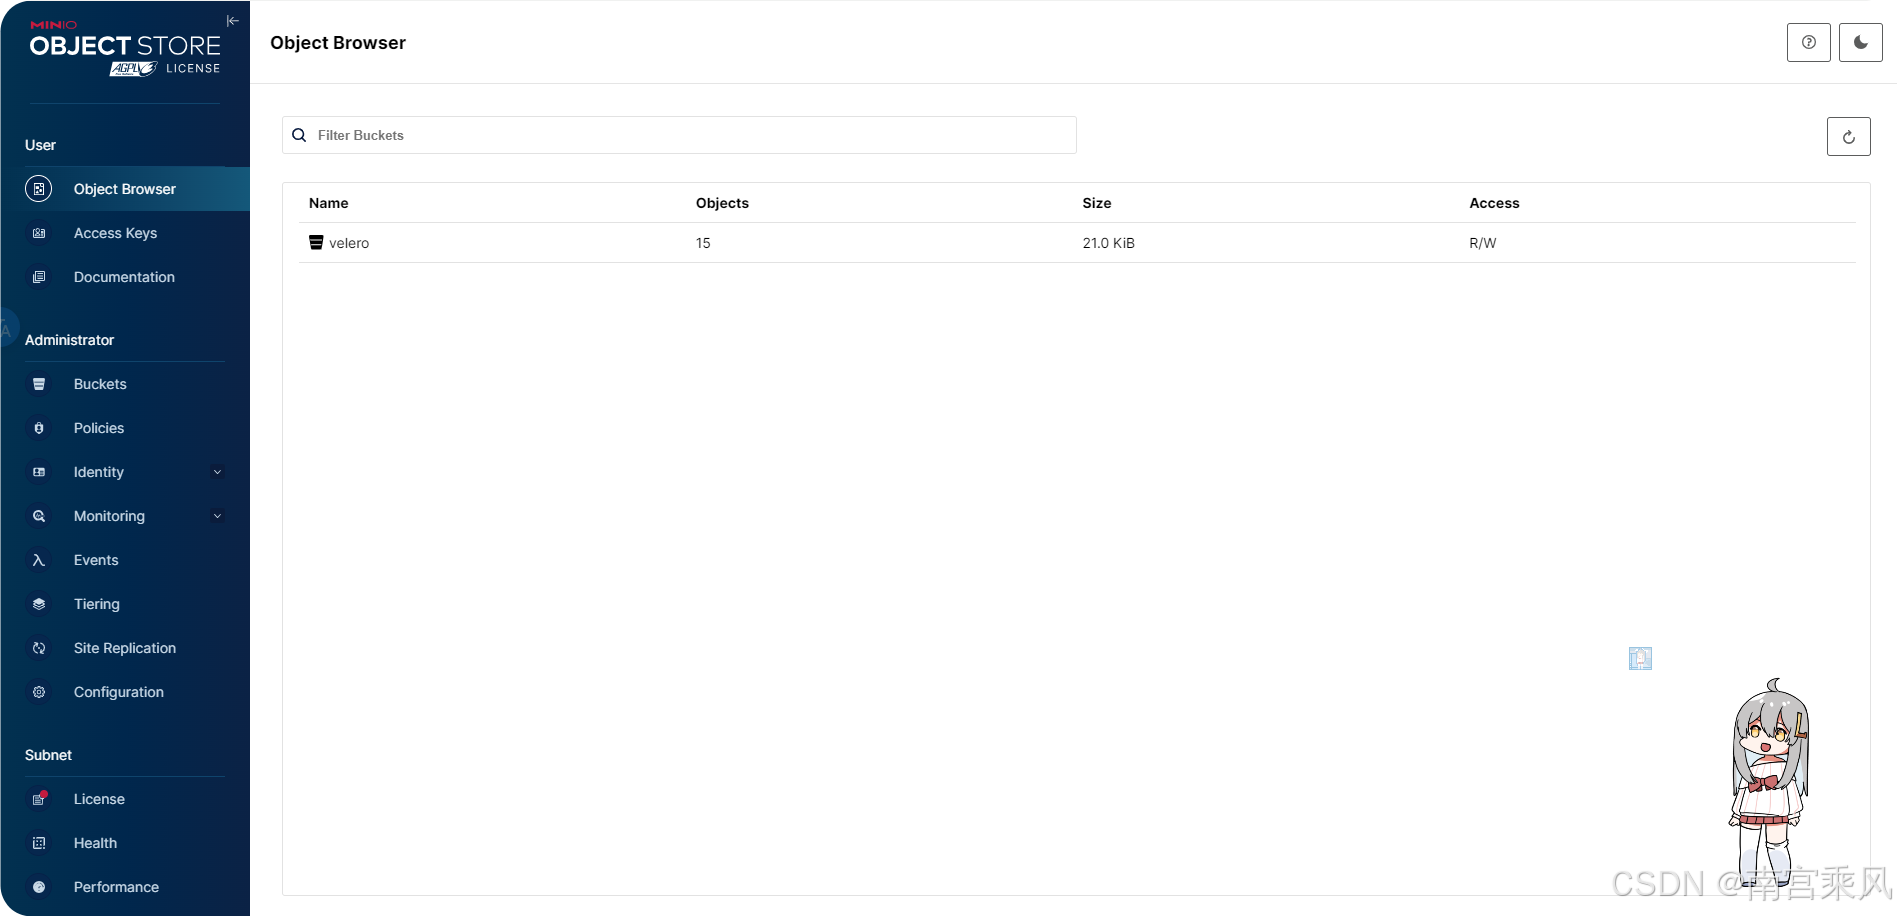 MINIO
OBJECT STORE
AGPLv3 LICENSE
User
Object Browser
Access Keys
Documentation
Administrator
Buckets
Policies
Identity
Monitoring
Events
Tiering
Site Replication
Configuration
Subnet
License
Health
Performance
Object Browser
Filter Buckets
Name Objects Size Access
velero 15 21.0 KiB R/W
CSDN @南宫乘风